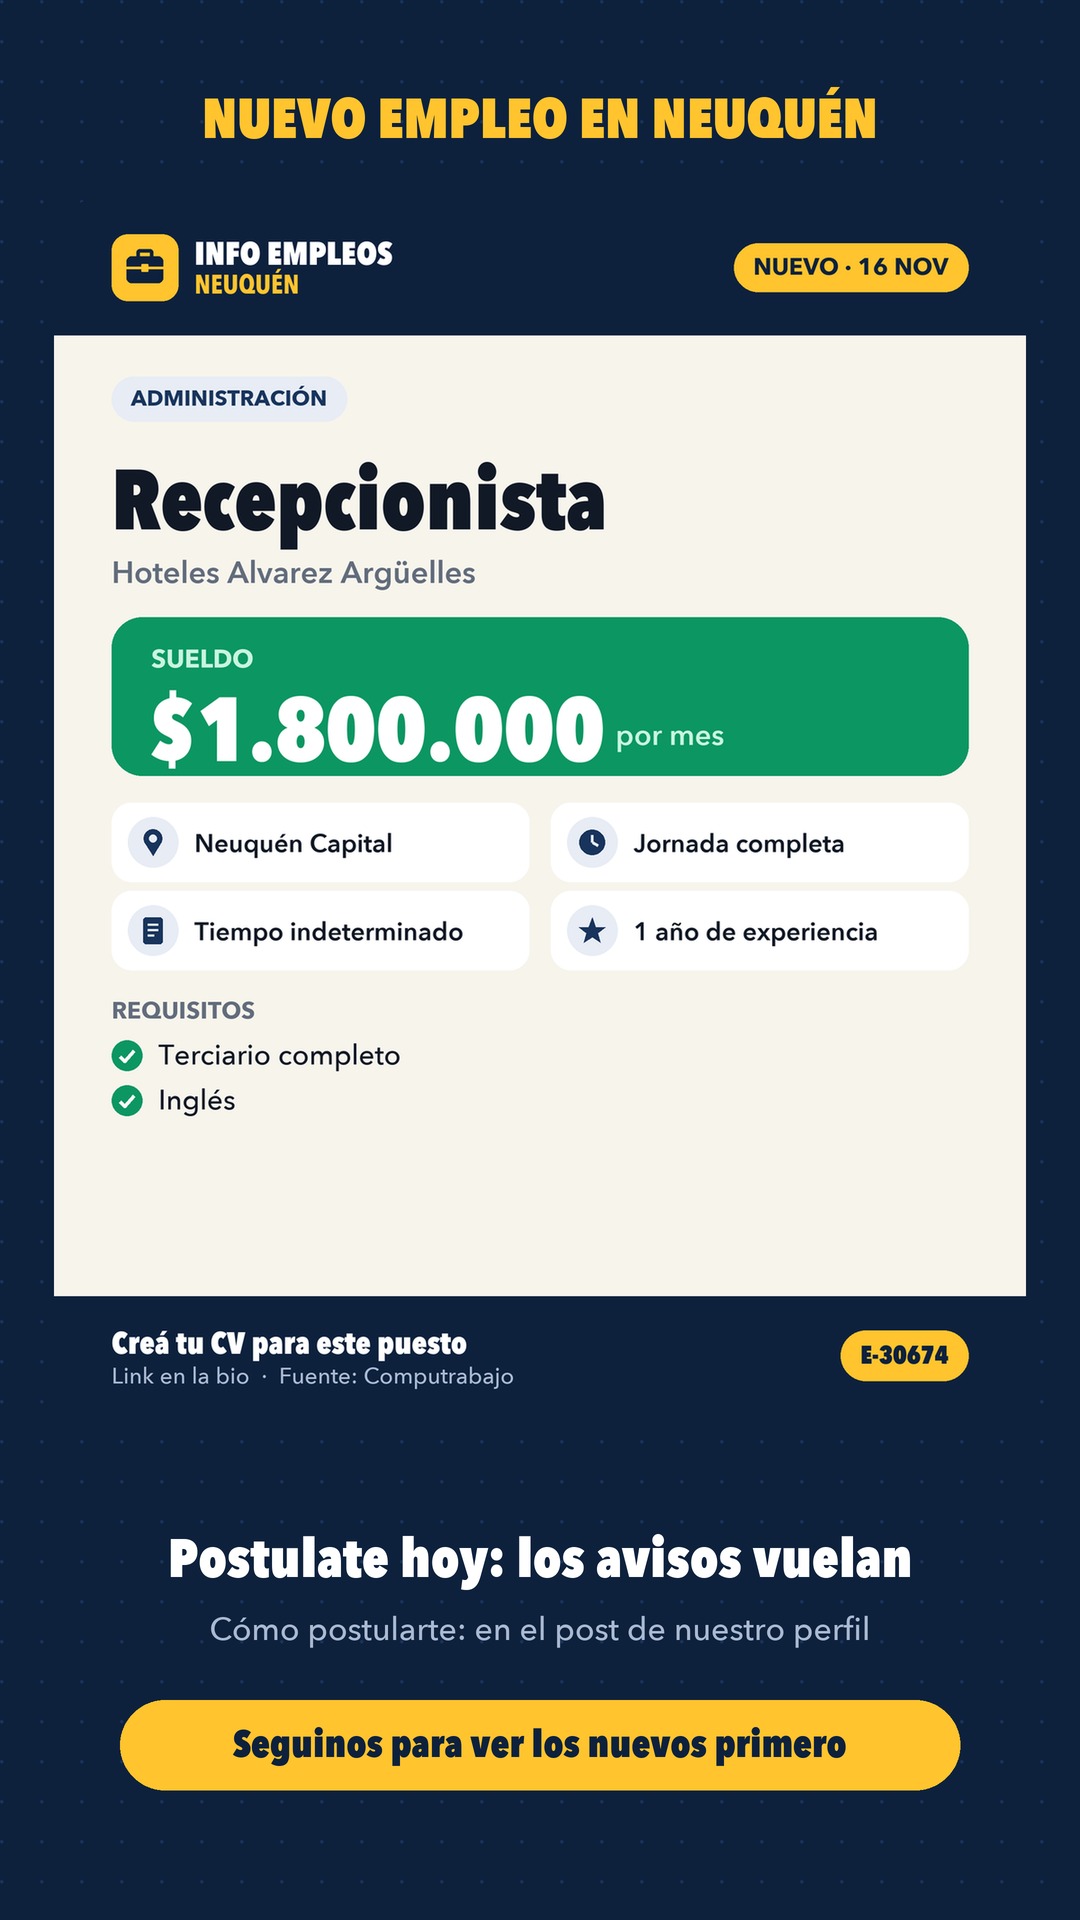 NUEVO EMPLEO EN NEUQUÉN
INFO EMPLEOS
NEUQUÉN
NUEVO · 16 NOV
ADMINISTRACIÓN
Recepcionista
Hoteles Alvarez Argüelles
SUELDO
$1.800.000 por mes
Neuquén Capital
Jornada completa
Tiempo indeterminado
1 año de experiencia
REQUISITOS
Terciario completo
Inglés
Creá tu CV para este puesto
Link en la bio · Fuente: Computrabajo
E-30674
Postulate hoy: los avisos vuelan
Cómo postularte: en el post de nuestro perfil
Seguinos para ver los nuevos primero